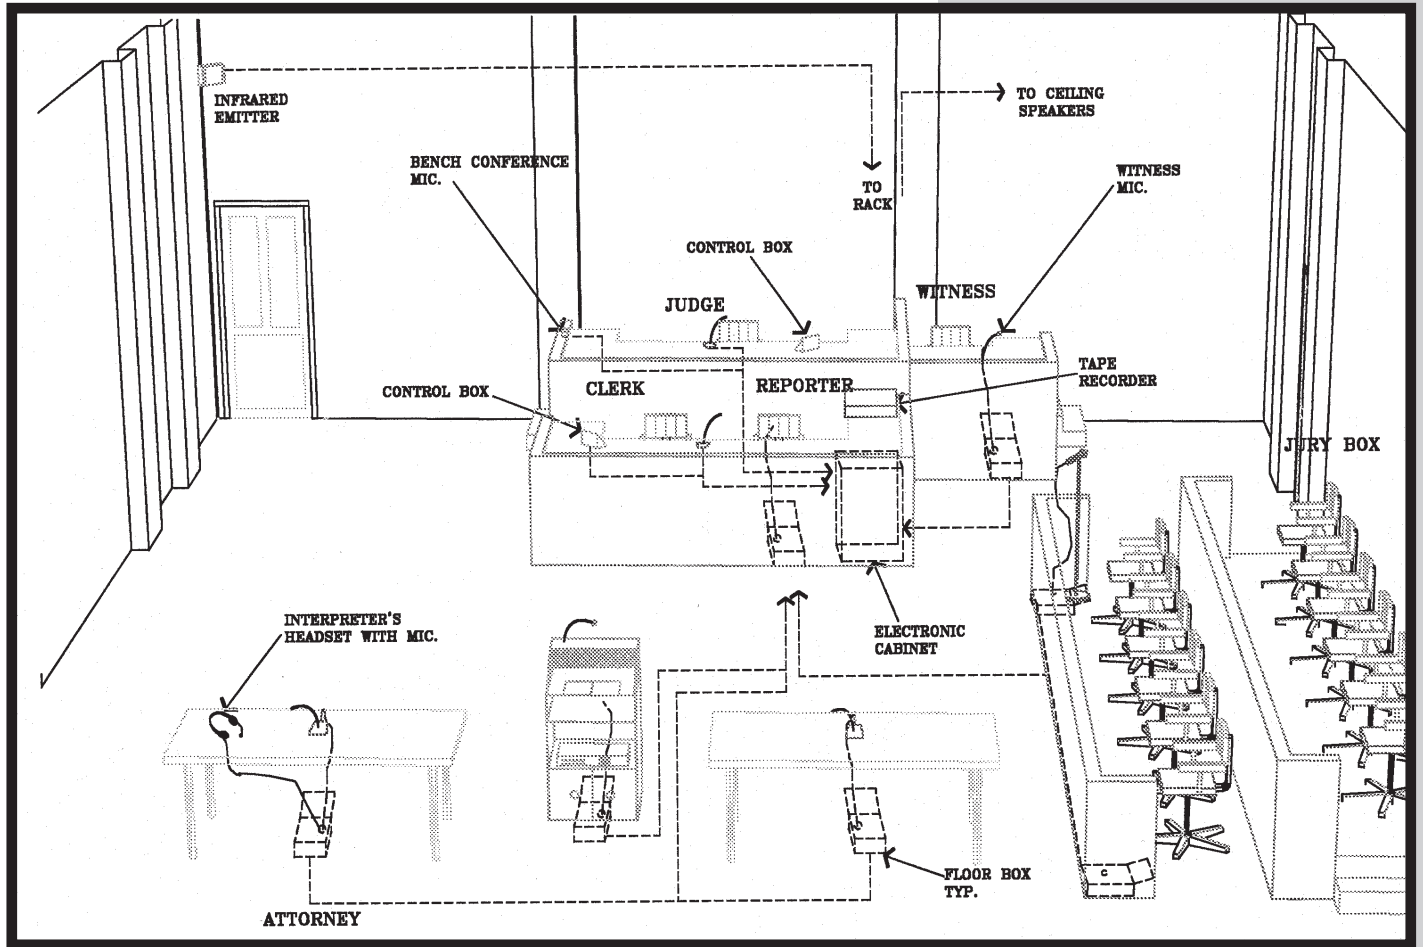 INFRARED
EMITTER
TO CEILING
SPEAKERS
BENCH CONFERENCE
MIC.
TO
RACK
WITNESS
MIC.
CONTROL BOX
JUDGE
WITNESS
CONTROL BOX
CLERK
REPORTER
TAPE
RECORDER
JURY BOX
INTERPRETER'S
HEADSET WITH MIC.
ELECTRONIC
CABINET
FLOOR BOX
TYP.
ATTORNEY